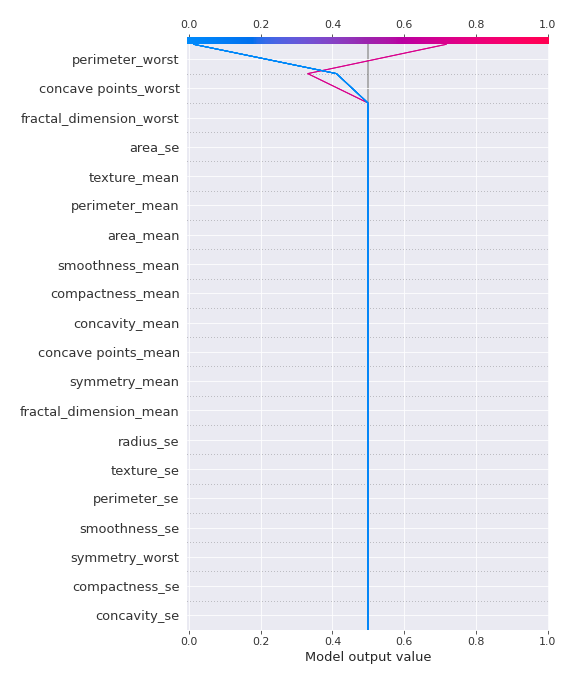 0.0 0.2 0.4 0.6 0.8 1.0
perimeter_worst
concave points_worst
fractal_dimension_worst
area_se
texture_mean
perimeter_mean
area_mean
smoothness_mean
compactness_mean
concavity_mean
concave points_mean
symmetry_mean
fractal_dimension_mean
radius_se
texture_se
perimeter_se
smoothness_se
symmetry_worst
compactness_se
concavity_se
0.0 0.2 0.4 0.6 0.8 1.0
Model output value